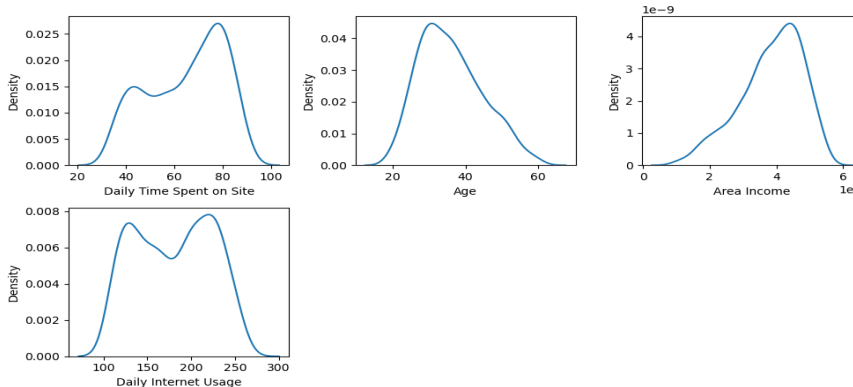 1e−9
0.025
0.020
0.015
0.010
0.005
0.000
Density
20 40 60 80 100
Daily Time Spent on Site
0.04
0.03
0.02
0.01
0.00
Density
20 40 60
Age
4
3
2
1
0
Density
0 2 4 6
Area Income
0.008
0.006
0.004
0.002
0.000
Density
100 150 200 250 300
Daily Internet Usage